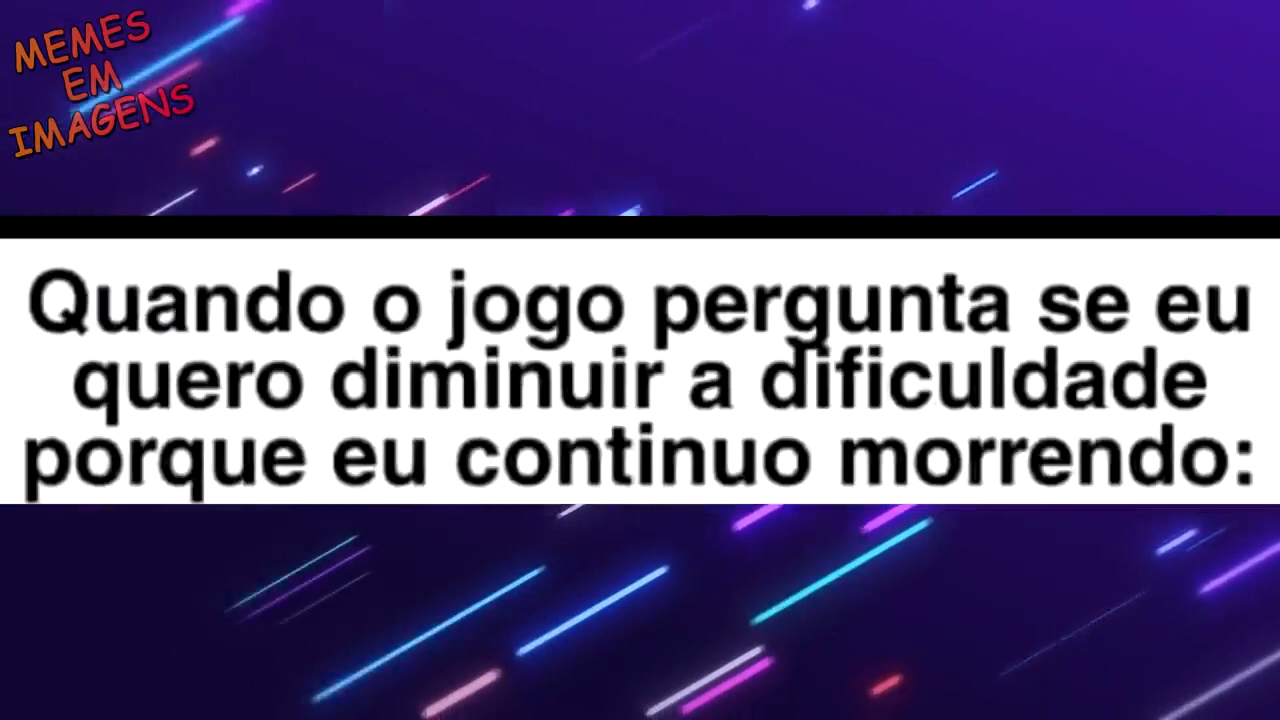 MEMES
EM
IMAGENS
Quando o jogo pergunta se eu
quero diminuir a dificuldade
porque eu continuo morrendo: